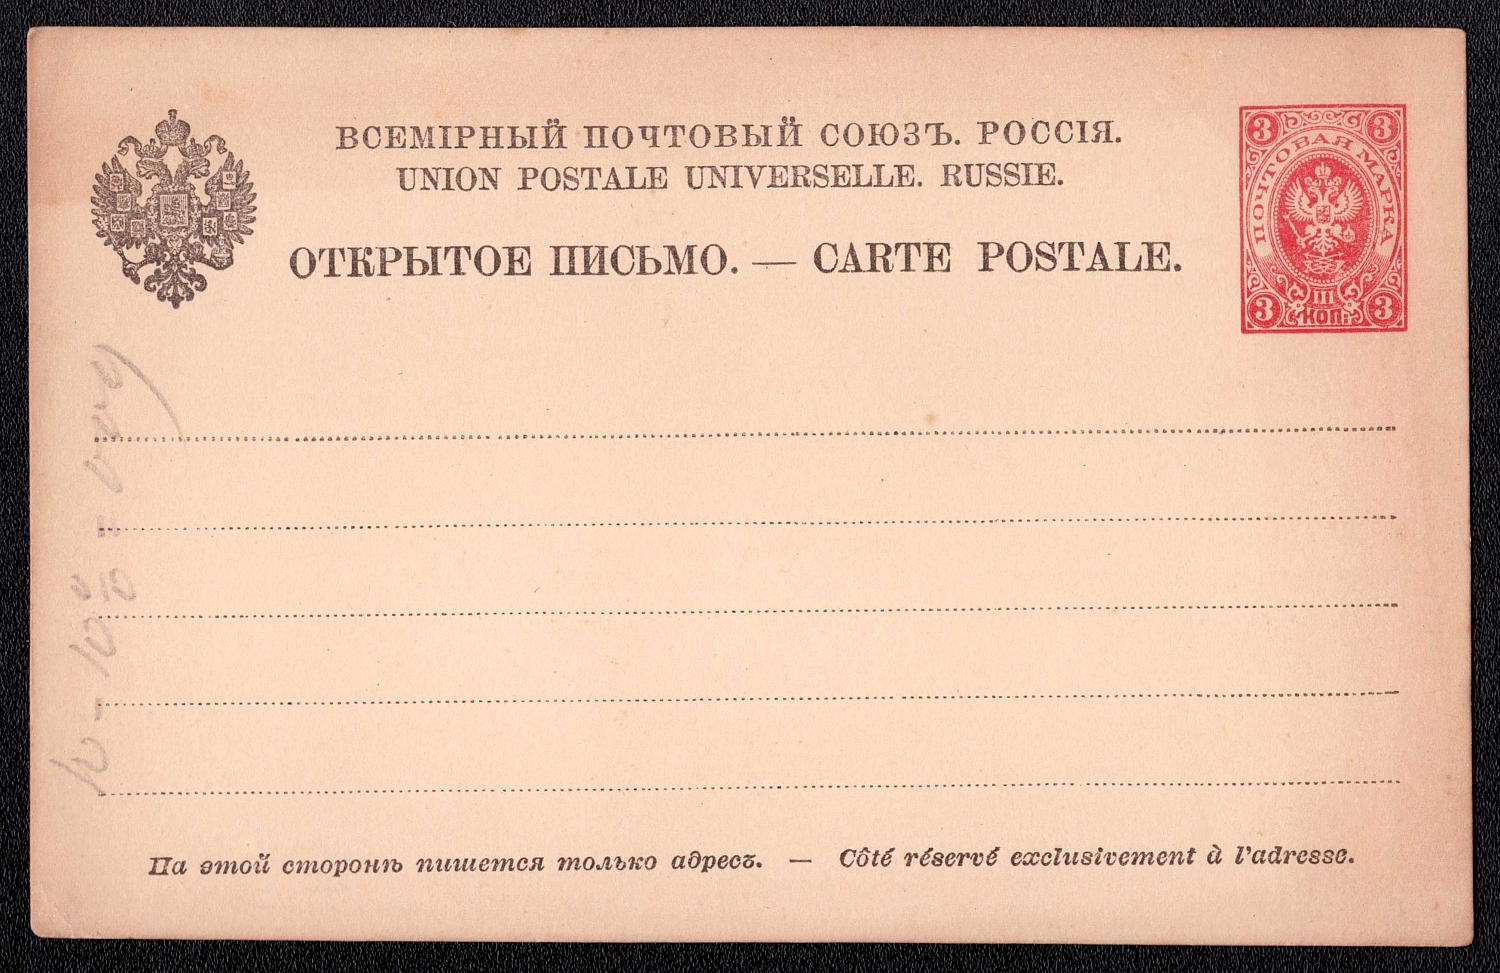 ВСЕМІРНЫЙ ПОЧТОВЫЙ СОЮЗЪ. РОССІЯ.
UNION POSTALE UNIVERSELLE. RUSSIE.
ОТКРЫТОЕ ПИСЬМО. — CARTE POSTALE.
3 3
ПОЧТОВАЯ МАРКА
III
3 КОП. 3
На этой сторонѣ пишется только адресъ. — Côté réservé exclusivement à l'adresse.